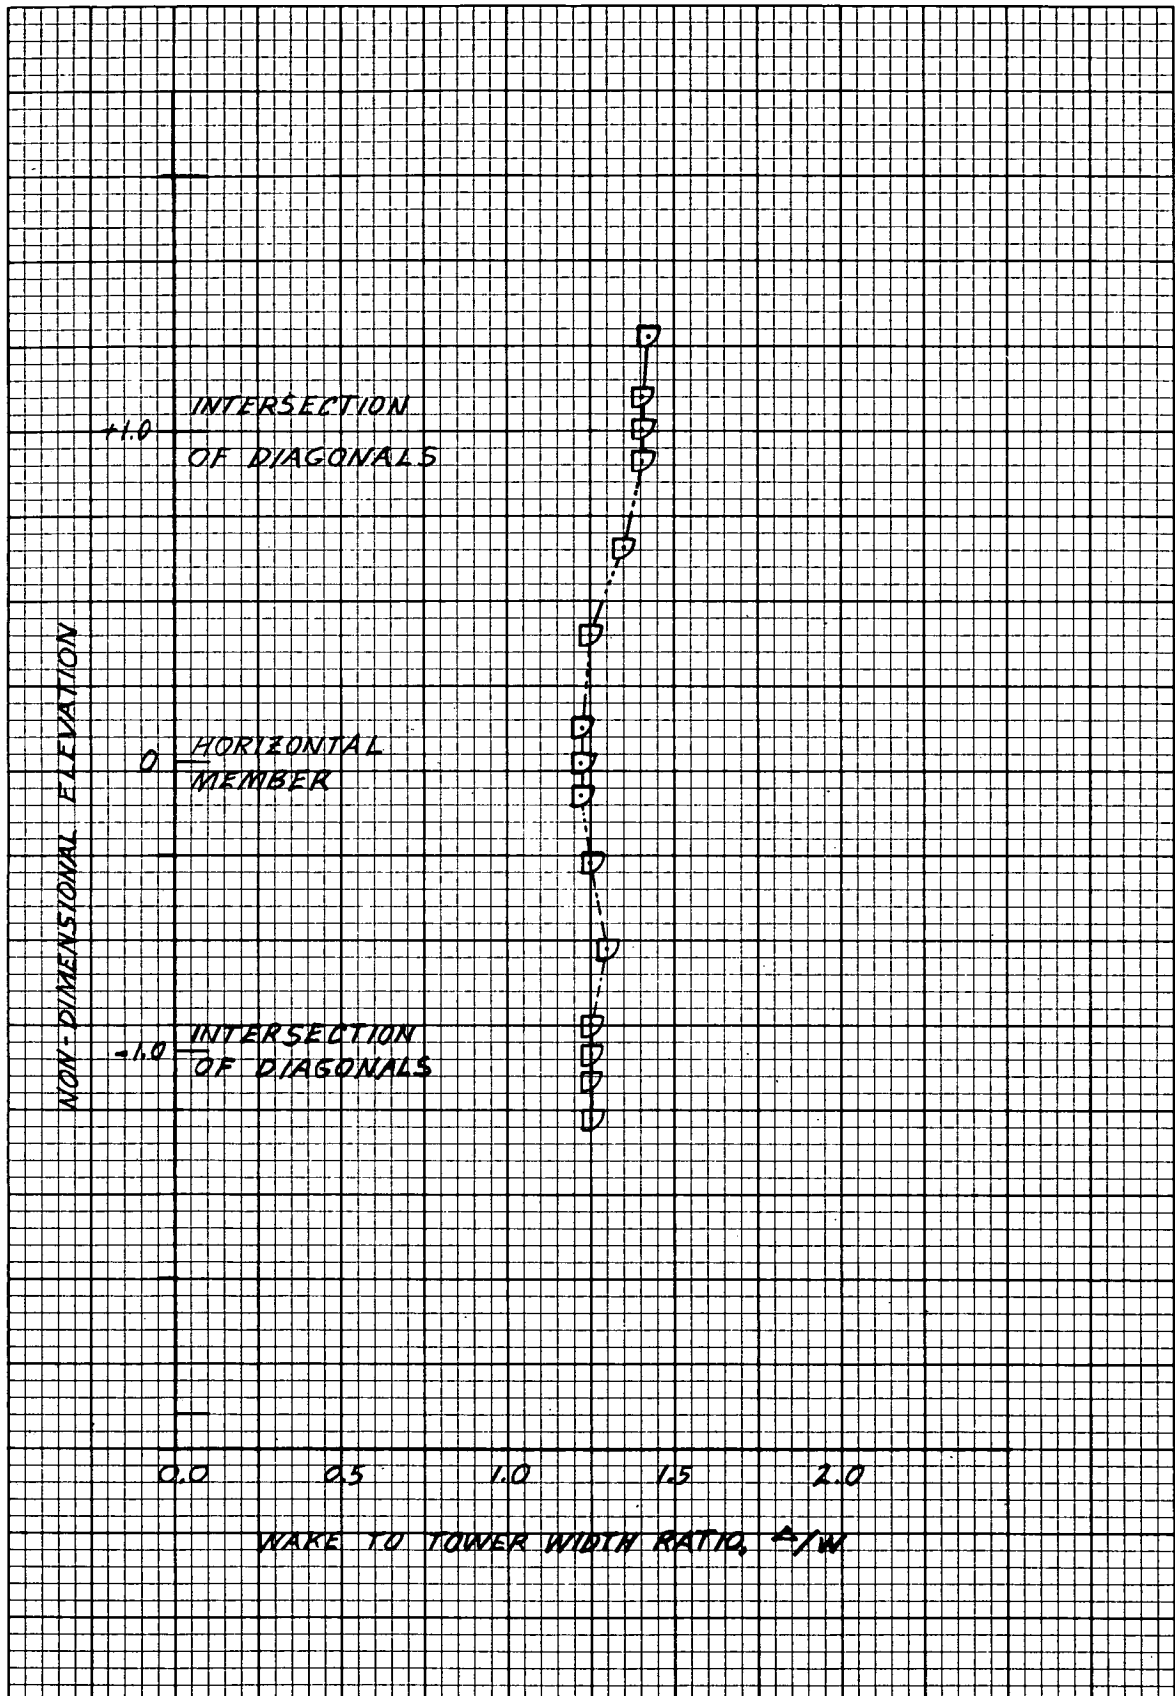 INTERSECTION
+1.0
OF DIAGONALS
NON-DIMENSIONAL ELEVATION
HORIZONTAL
0
MEMBER
INTERSECTION
-1.0
OF DIAGONALS
0.0 0.5 1.0 1.5 2.0
WAKE TO TOWER WIDTH RATIO, Δ/W